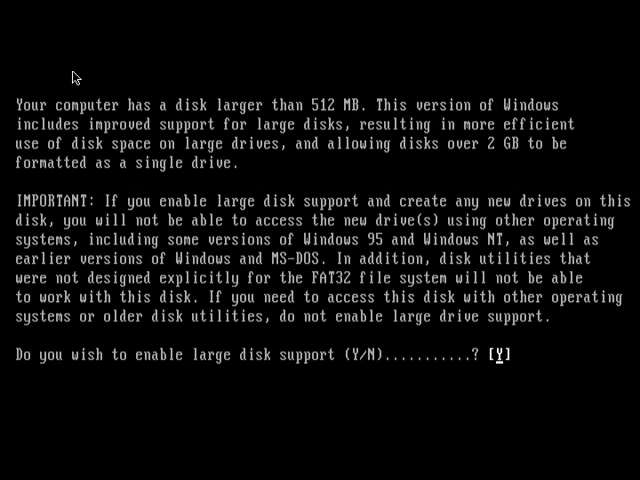 Your computer has a disk larger than 512 MB. This version of Windows
includes improved support for large disks, resulting in more efficient
use of disk space on large drives, and allowing disks over 2 GB to be
formatted as a single drive.
IMPORTANT: If you enable large disk support and create any new drives on this
disk, you will not be able to access the new drive(s) using other operating
systems, including some versions of Windows 95 and Windows NT, as well as
earlier versions of Windows and MS-DOS. In addition, disk utilities that
were not designed explicitly for the FAT32 file system will not be able
to work with this disk. If you need to access this disk with other operating
systems or older disk utilities, do not enable large drive support.
Do you wish to enable large disk support (Y/N)...........? [Y]